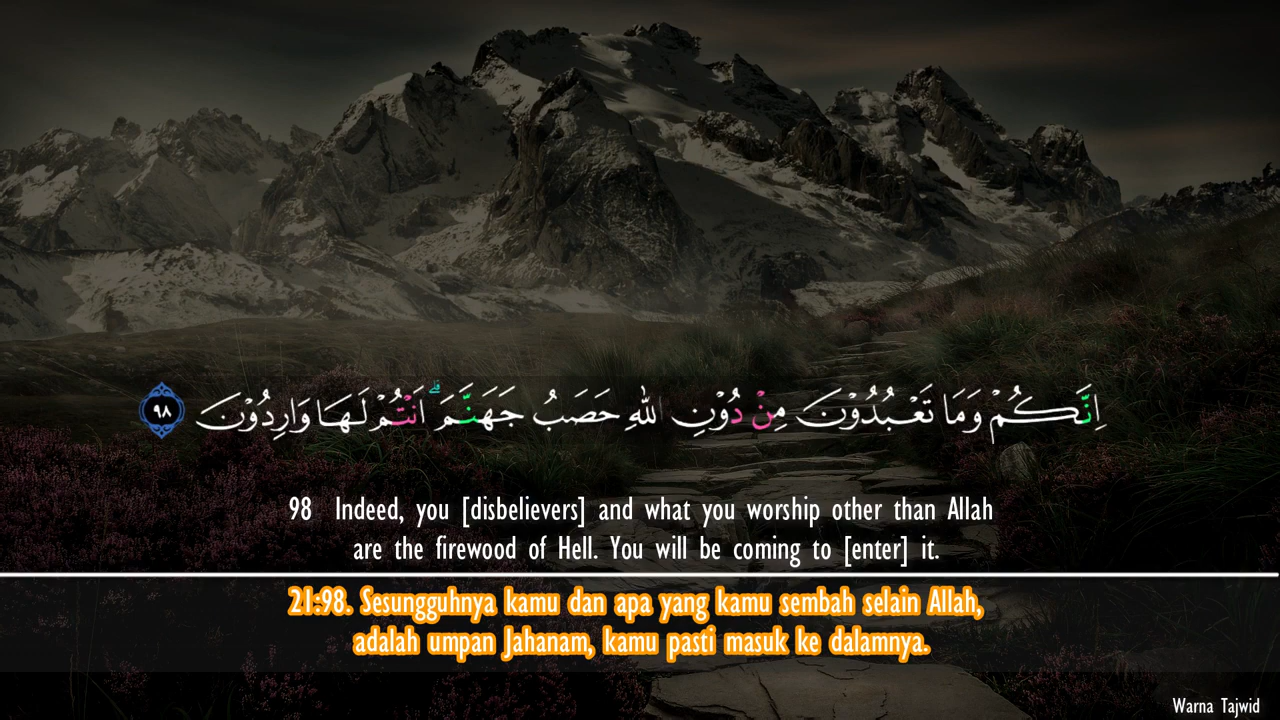 اِنَّكُمْ وَمَا تَعْبُدُوْنَ مِنْ دُوْنِ اللّٰهِ حَصَبُ جَهَنَّمَ ۗ اَنْتُمْ لَهَا وَارِدُوْنَ ٩٨
98 Indeed, you [disbelievers] and what you worship other than Allah
are the firewood of Hell. You will be coming to [enter] it.
21:98. Sesungguhnya kamu dan apa yang kamu sembah selain Allah,
adalah umpan Jahanam, kamu pasti masuk ke dalamnya.
Warna Tajwid